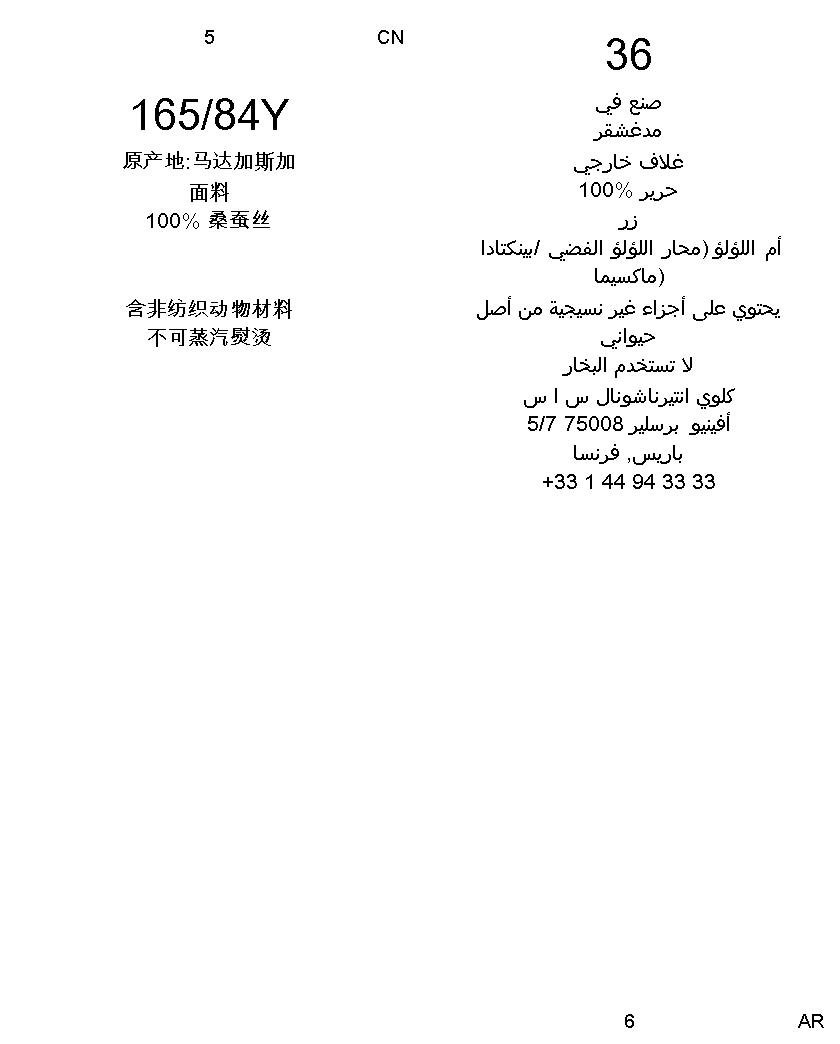 5 CN
165/84Y
原产地:马达加斯加
面料
100% 桑蚕丝
含非纺织动物材料
不可蒸汽熨烫
36
صنع في
مدغشقر
غلاف خارجي
حرير %100
زر
أم اللؤلؤ (محار اللؤلؤ الفضي /بينكتادا
ماكسيما)
يحتوي على أجزاء غير نسيجية من أصل
حيواني
لا تستخدم البخار
كلوي انتيرناشونال س ا س
أفينيو برسلير 75008 5/7
باريس, فرنسا
+33 1 44 94 33 33
6 AR